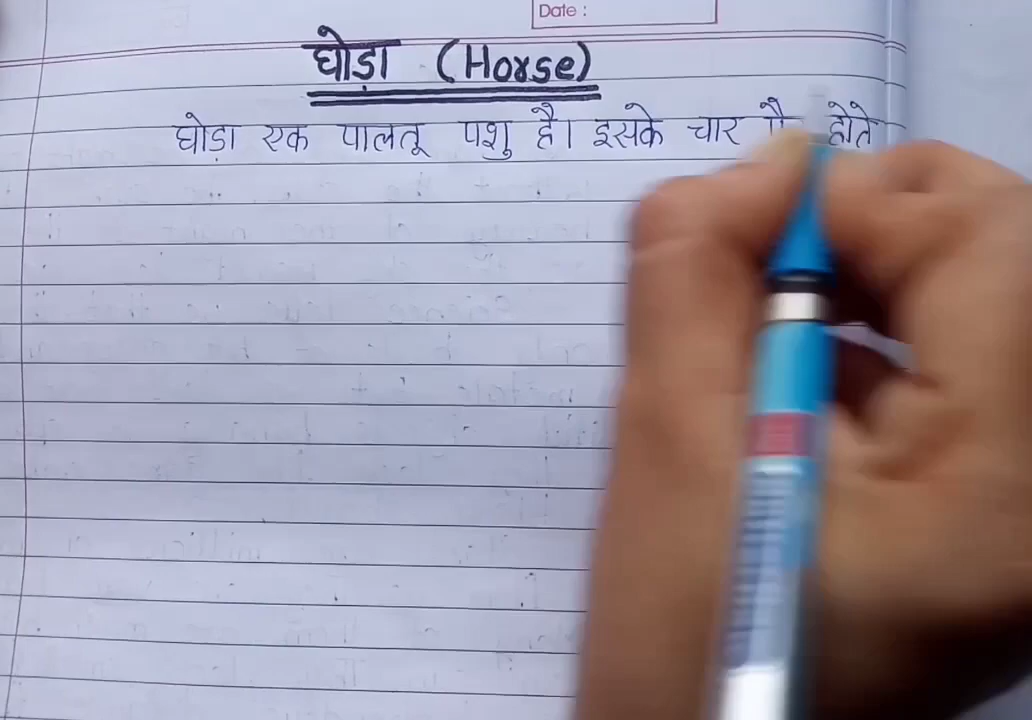 Date :
घोड़ा (Horse)
घोड़ा एक पालतू पशु है। इसके चार होते